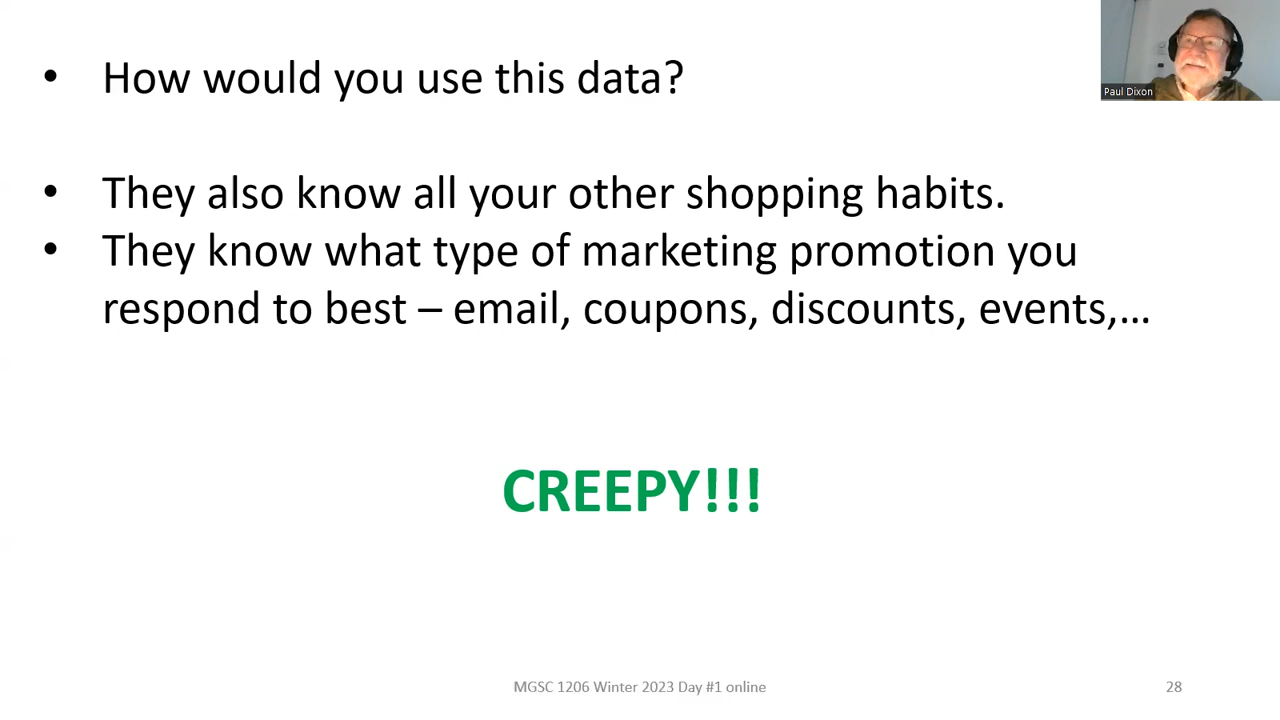 • How would you use this data?
Paul Dixon
• They also know all your other shopping habits.
• They know what type of marketing promotion you
respond to best – email, coupons, discounts, events,...
CREEPY!!!
MGSC 1206 Winter 2023 Day #1 online
28